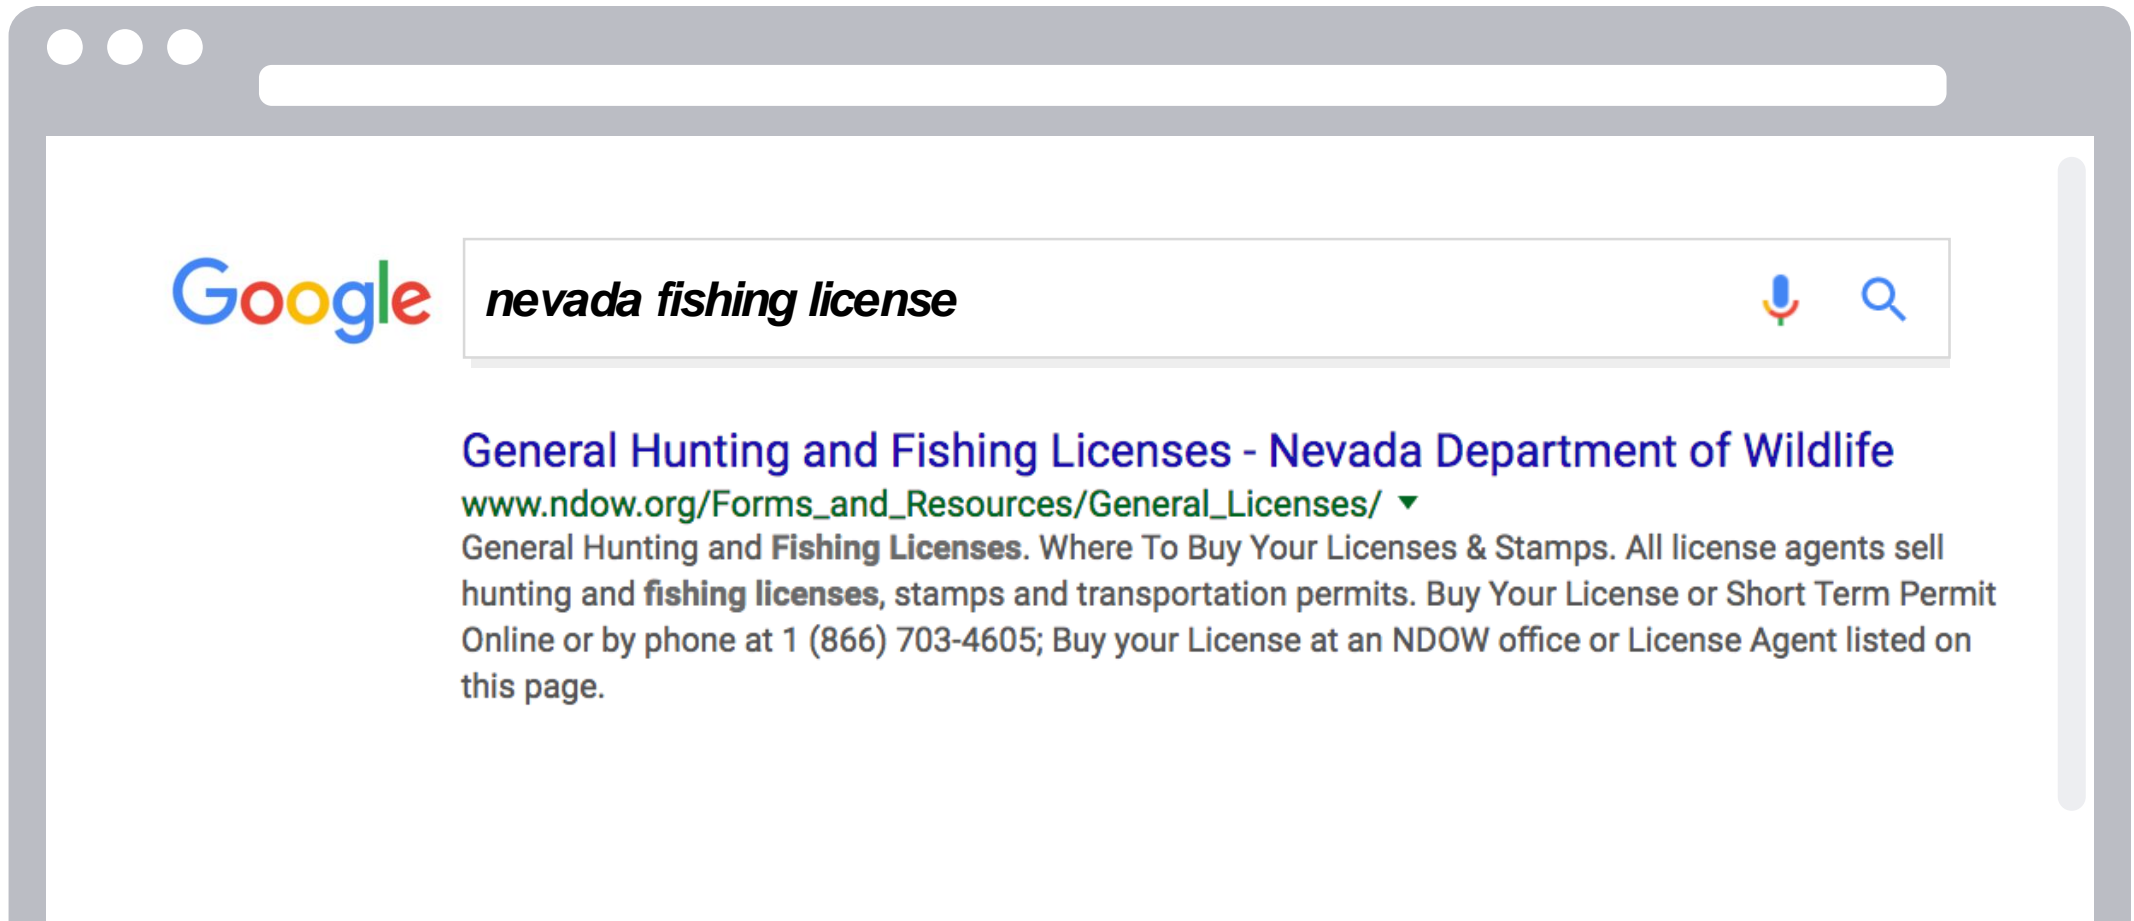 Google
nevada fishing license
General Hunting and Fishing Licenses - Nevada Department of Wildlife
www.ndow.org/Forms_and_Resources/General_Licenses/
General Hunting and Fishing Licenses. Where To Buy Your Licenses & Stamps. All license agents sell
hunting and fishing licenses, stamps and transportation permits. Buy Your License or Short Term Permit
Online or by phone at 1 (866) 703-4605; Buy your License at an NDOW office or License Agent listed on
this page.